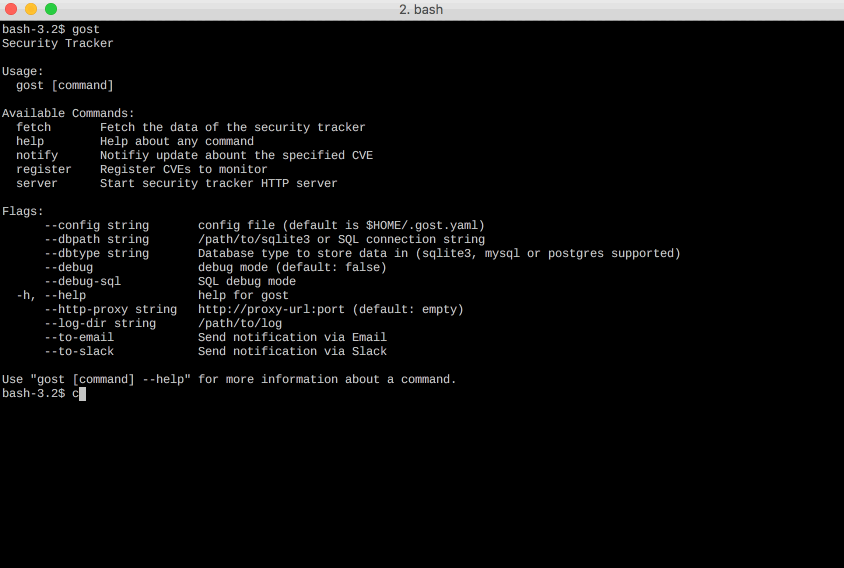 2. bash
bash-3.2$ gost
Security Tracker
Usage:
gost [command]
Available Commands:
fetch       Fetch the data of the security tracker
help        Help about any command
notify      Notifiy update abount the specified CVE
register    Register CVEs to monitor
server      Start security tracker HTTP server
Flags:
--config string       config file (default is $HOME/.gost.yaml)
--dbpath string       /path/to/sqlite3 or SQL connection string
--dbtype string       Database type to store data in (sqlite3, mysql or postgres supported)
--debug               debug mode (default: false)
--debug-sql           SQL debug mode
-h, --help                help for gost
--http-proxy string   http://proxy-url:port (default: empty)
--log-dir string      /path/to/log
--to-email            Send notification via Email
--to-slack            Send notification via Slack
Use "gost [command] --help" for more information about a command.
bash-3.2$ c